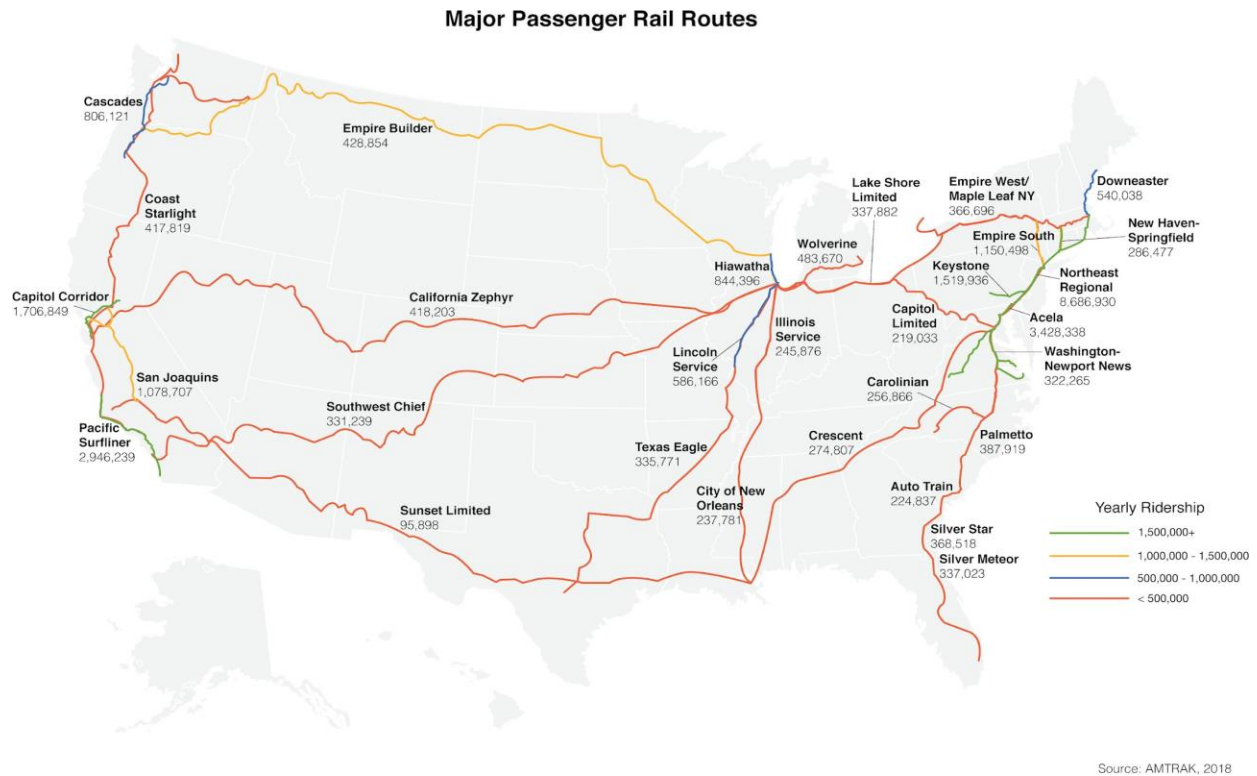 Major Passenger Rail Routes
Cascades
806,121
Empire Builder
428,854
Coast
Starlight
417,819
Capitol Corridor
1,706,849
California Zephyr
418,203
San Joaquins
1,078,707
Southwest Chief
331,239
Pacific
Surfliner
2,946,239
Sunset Limited
95,898
Hiawatha
844,396
Wolverine
483,670
Lake Shore
Limited
337,882
Empire West/
Maple Leaf NY
366,696
Downeaster
540,038
Empire South
1,150,498
New Haven-
Springfield
286,477
Keystone
1,519,936
Northeast
Regional
8,686,930
Acela
3,428,338
Capitol
Limited
219,033
Washington-
Newport News
322,265
Illinois
Service
245,876
Lincoln
Service
586,166
Carolinian
256,866
Crescent
274,807
Palmetto
387,919
Texas Eagle
335,771
City of New
Orleans
237,781
Auto Train
224,837
Silver Star
368,518
Silver Meteor
337,023
Yearly Ridership
1,500,000+
1,000,000 - 1,500,000
500,000 - 1,000,000
< 500,000
Source: AMTRAK, 2018